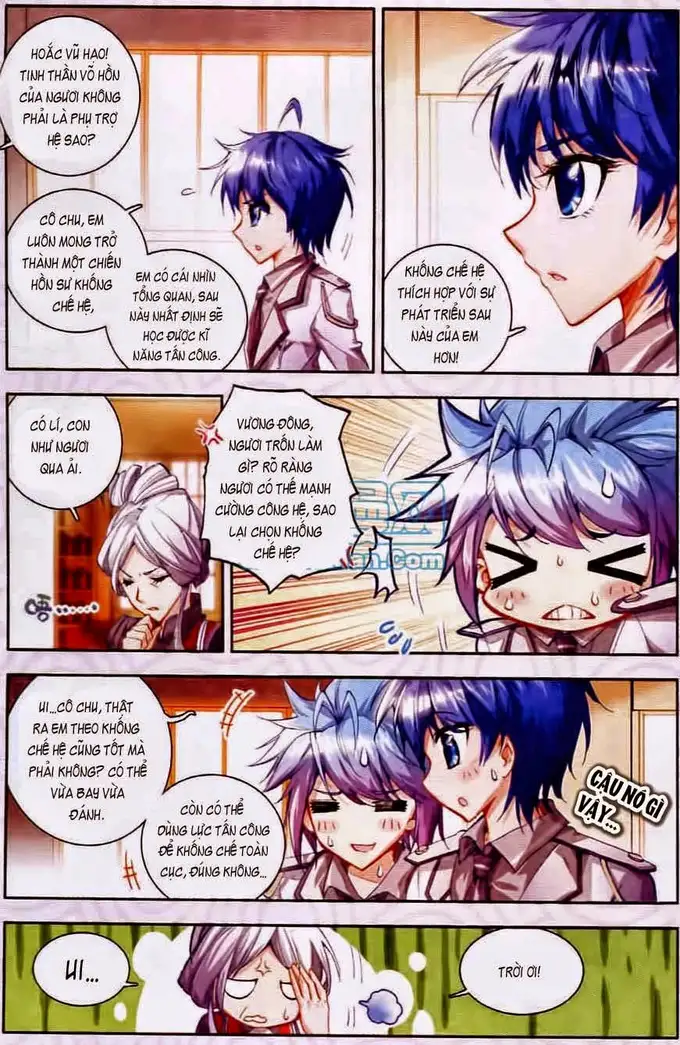 HOẮC VŨ HẠO!
TINH THẦN VÕ HỒN
CỦA NGƯƠI KHÔNG
PHẢI LÀ PHỤ TRỢ
HỆ SAO?
CÔ CHU, EM
LUÔN MONG TRỞ
THÀNH MỘT CHIẾN
HỒN SƯ KHỐNG
CHẾ HỆ,
EM CÓ CÁI NHÌN
TỔNG QUAN, SAU
NÀY NHẤT ĐỊNH SẼ
HỌC ĐƯỢC KĨ
NĂNG TẤN CÔNG.
KHỐNG CHẾ HỆ
THÍCH HỢP VỚI SỰ
PHÁT TRIỂN SAU
NÀY CỦA EM
HƠN!
CÓ LÍ, CON
NHƯ NGƯƠI
QUA ẢI.
VƯƠNG ĐÔNG,
NGƯƠI TRỐN LÀM
GÌ? RÕ RÀNG
NGƯƠI CÓ THỂ MẠNH
CƯỜNG CÔNG HỆ, SAO
LẠI CHỌN KHỐNG
CHẾ HỆ?
UI...CÔ CHU, THẬT
RA EM THEO KHỐNG
CHẾ HỆ CŨNG TỐT MÀ
PHẢI KHÔNG? CÓ THỂ
VỪA BAY VỪA
ĐÁNH.
CÒN CÓ THỂ
DÙNG LỰC TẤN CÔNG
ĐỂ KHỐNG CHẾ TOÀN
CỤC, ĐÚNG KHÔNG...
CẬU NÓ GÌ
VẬY...
UI...
TRỜI ƠI!